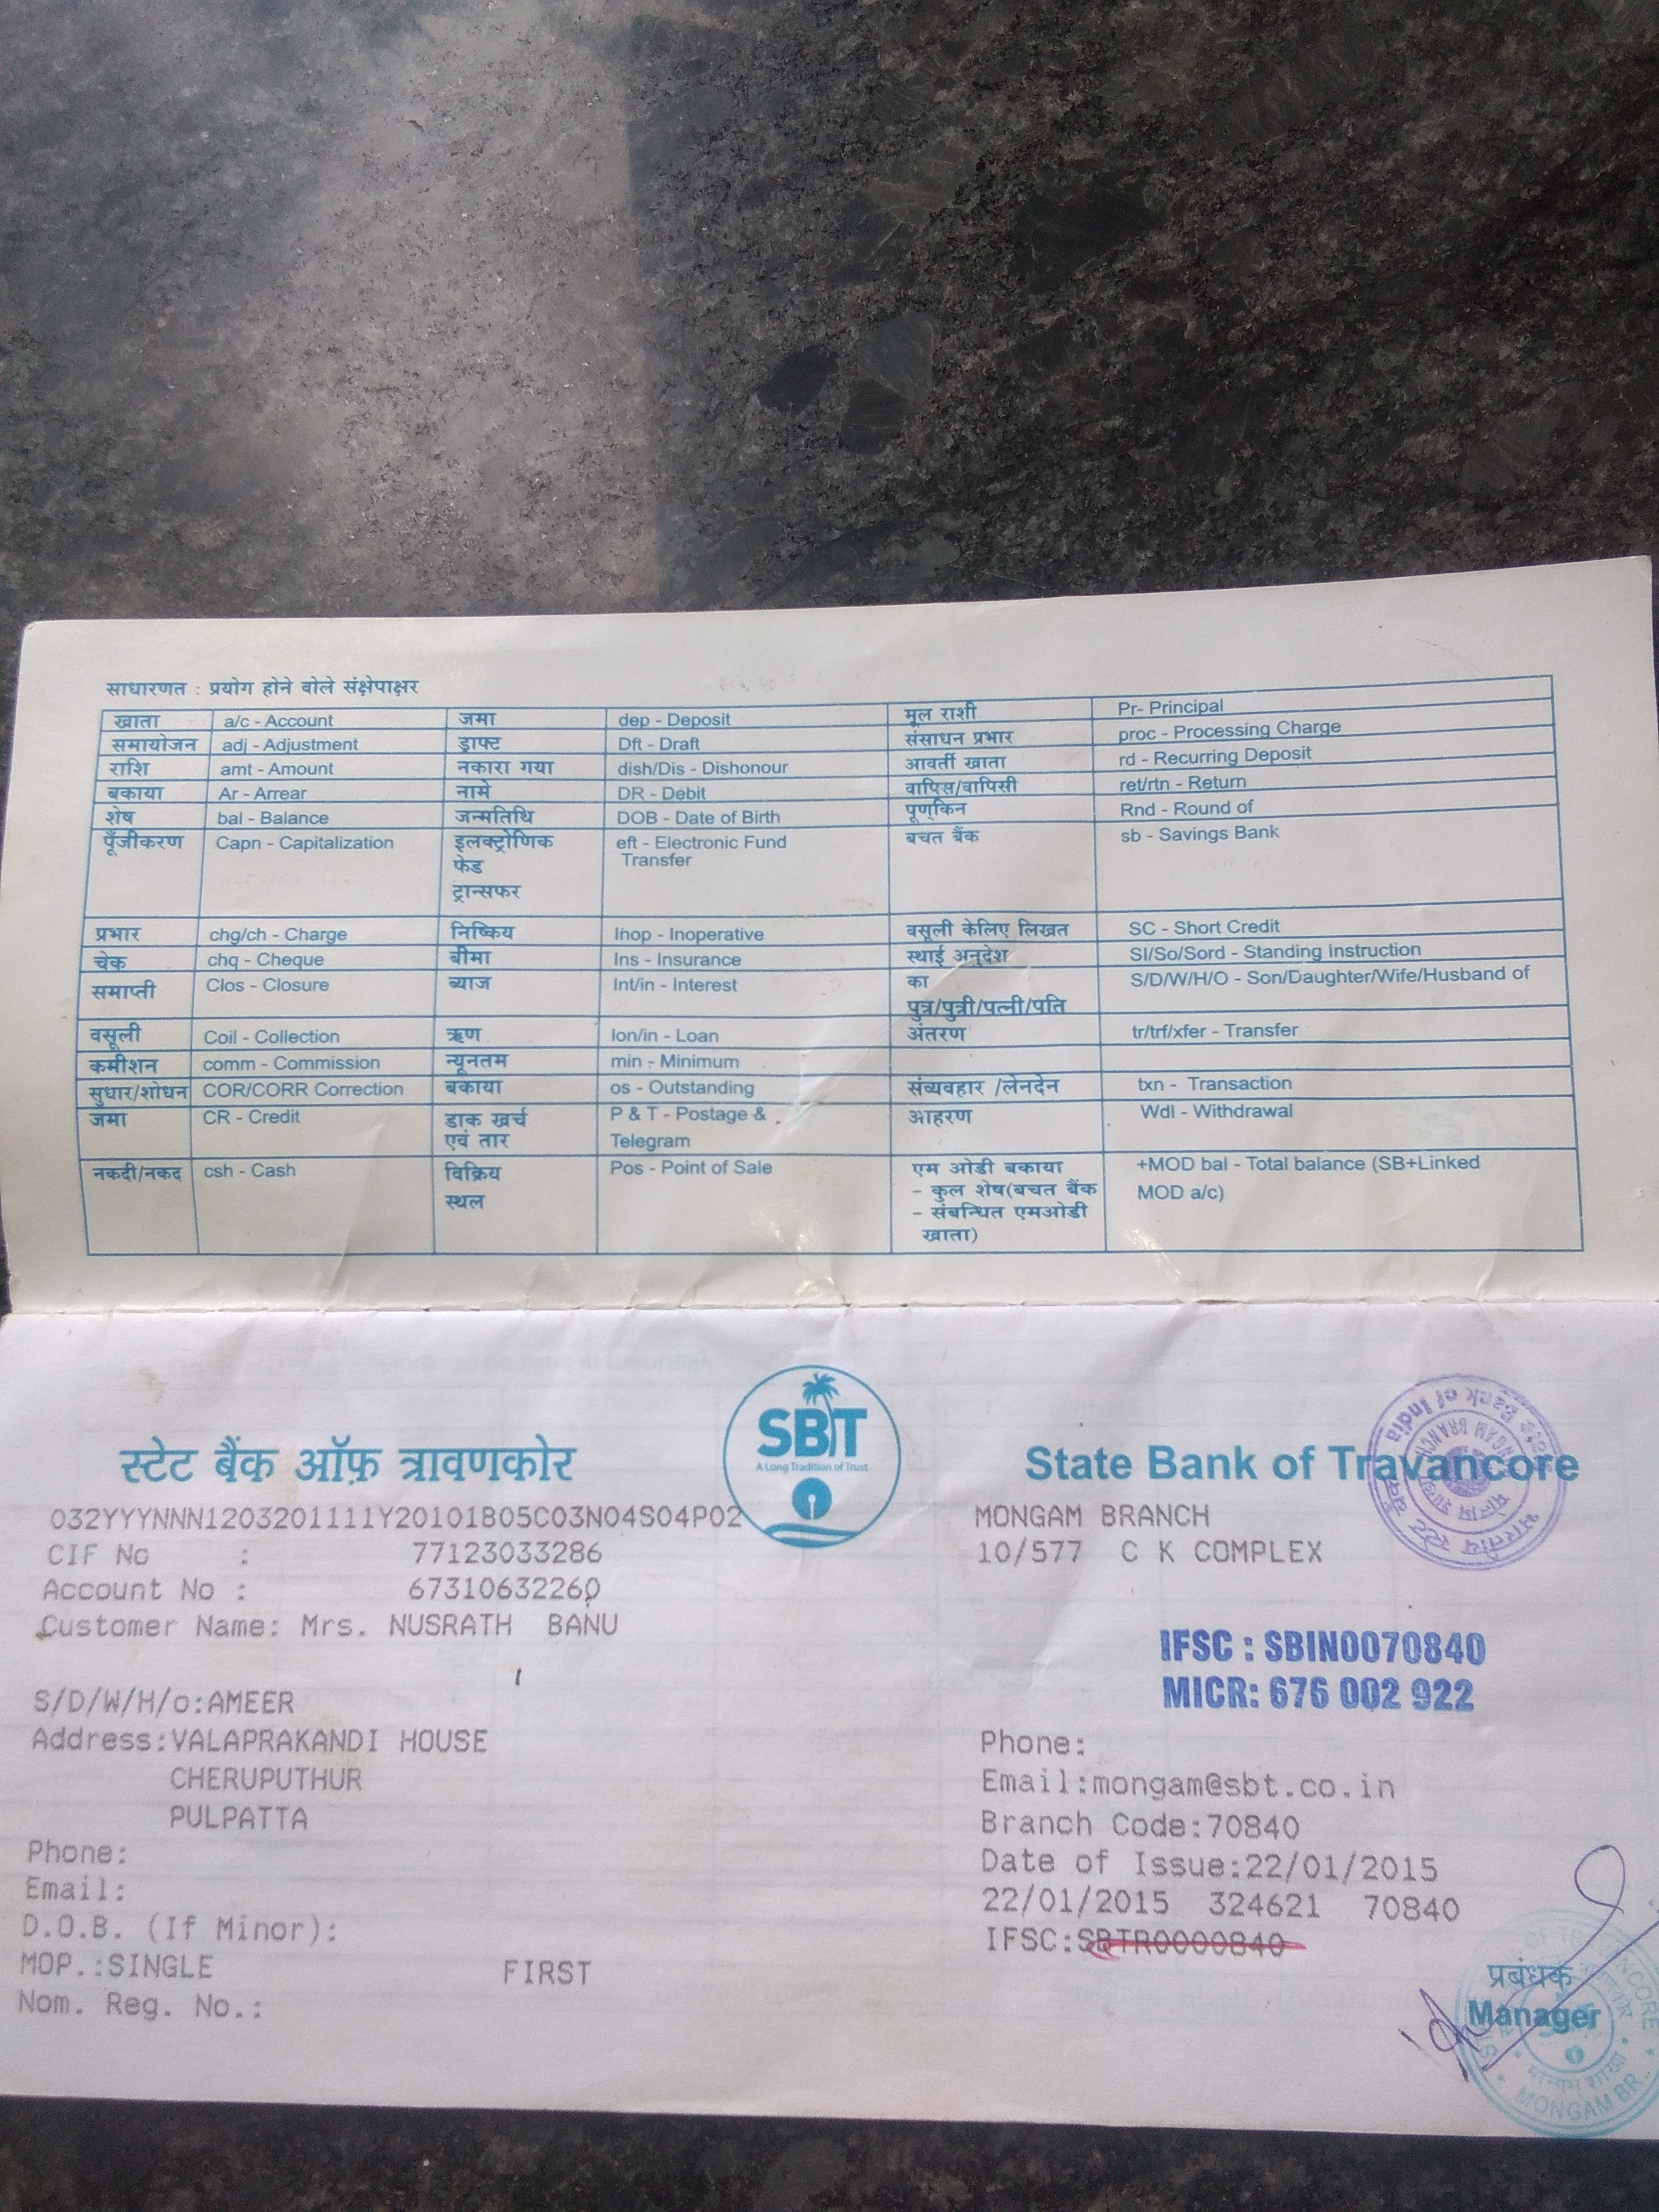 साधारणत : प्रयोग होने वोले संक्षेपाक्षर
खाता a/c - Account जमा dep - Deposit मूल राशी Pr- Principal
समायोजन adj - Adjustment ड्राफ्ट Dft - Draft संसाधन प्रभार proc - Processing Charge
राशि amt - Amount नकारा गया dish/Dis - Dishonour आवर्ती खाता rd - Recurring Deposit
बकाया Ar - Arrear नामे DR - Debit वापिस/वापिसी ret/rtn - Return
शेष bal - Balance जन्मतिथि DOB - Date of Birth पूण्किन Rnd - Round of
पूँजीकरण Capn - Capitalization इलक्ट्रोणिक eft - Electronic Fund बचत बैंक sb - Savings Bank
फेड Transfer
ट्रान्सफर
प्रभार chg/ch - Charge निष्किय Inop - Inoperative वसूली केलिए लिखत SC - Short Credit
चेक chq - Cheque बीमा Ins - Insurance स्थाई अनुदेश SI/So/Sord - Standing Instruction
समाप्ती Clos - Closure ब्याज Int/in - Interest का S/D/W/H/O - Son/Daughter/Wife/Husband of
पुत्र/पुत्री/पत्नी/पति
वसूली Coil - Collection ऋण lon/in - Loan अंतरण tr/trf/xfer - Transfer
कमीशन comm - Commission न्यूनतम min - Minimum
सुधार/शोधन COR/CORR Correction बकाया os - Outstanding संव्यवहार /लेनदेन txn - Transaction
जमा CR - Credit डाक खर्च P & T - Postage & आहरण Wdl - Withdrawal
एवं तार Telegram
नकदी/नकद csh - Cash विक्रिय Pos - Point of Sale एम ओडी बकाया +MOD bal - Total balance (SB+Linked
स्थल - कुल शेष(बचत बैंक MOD a/c)
- संबन्धित एमओडी
खाता)
SBT
A Long Tradition of Trust
स्टेट बैंक ऑफ़ त्रावणकोर State Bank of Travancore
State Bank of India
MONGAM BRANCH
भारतीय स्टेट बैंक
032YYYNNN1203201111Y20101B05C03N04S04P02 MONGAM BRANCH
CIF No : 77123033286 10/577 C K COMPLEX
Account No : 67310632260
Customer Name: Mrs. NUSRATH BANU
IFSC : SBIN0070840
MICR: 676 002 922
S/D/W/H/o:AMEER
Address:VALAPRAKANDI HOUSE Phone:
CHERUPUTHUR Email:mongam@sbt.co.in
PULPATTA Branch Code:70840
Phone: Date of Issue:22/01/2015
Email: 22/01/2015 324621 70840
D.O.B. (If Minor): IFSC:SBTR0000840
MOP.:SINGLE FIRST प्रबंधक
Nom. Reg. No.: Manager
MONGAM BR.